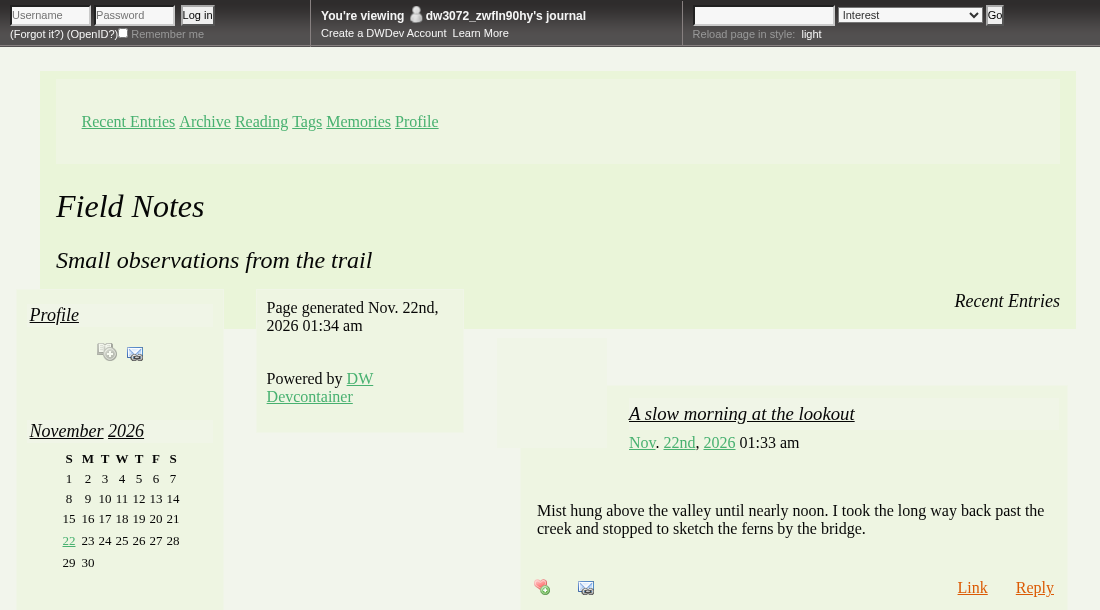 Username Password Log in
(Forgot it?) (OpenID?) Remember me
You're viewing dw3072_zwfln90hy's journal
Create a DWDev Account Learn More
Interest Go
Reload page in style: light
Recent Entries Archive Reading Tags Memories Profile
Field Notes
Small observations from the trail
Recent Entries
Profile
November 2026
S M T W T F S
1 2 3 4 5 6 7
8 9 10 11 12 13 14
15 16 17 18 19 20 21
22 23 24 25 26 27 28
29 30
Page generated Nov. 22nd,
2026 01:34 am
Powered by DW
Devcontainer
A slow morning at the lookout
Nov. 22nd, 2026 01:33 am
Mist hung above the valley until nearly noon. I took the long way back past the
creek and stopped to sketch the ferns by the bridge.
Link Reply